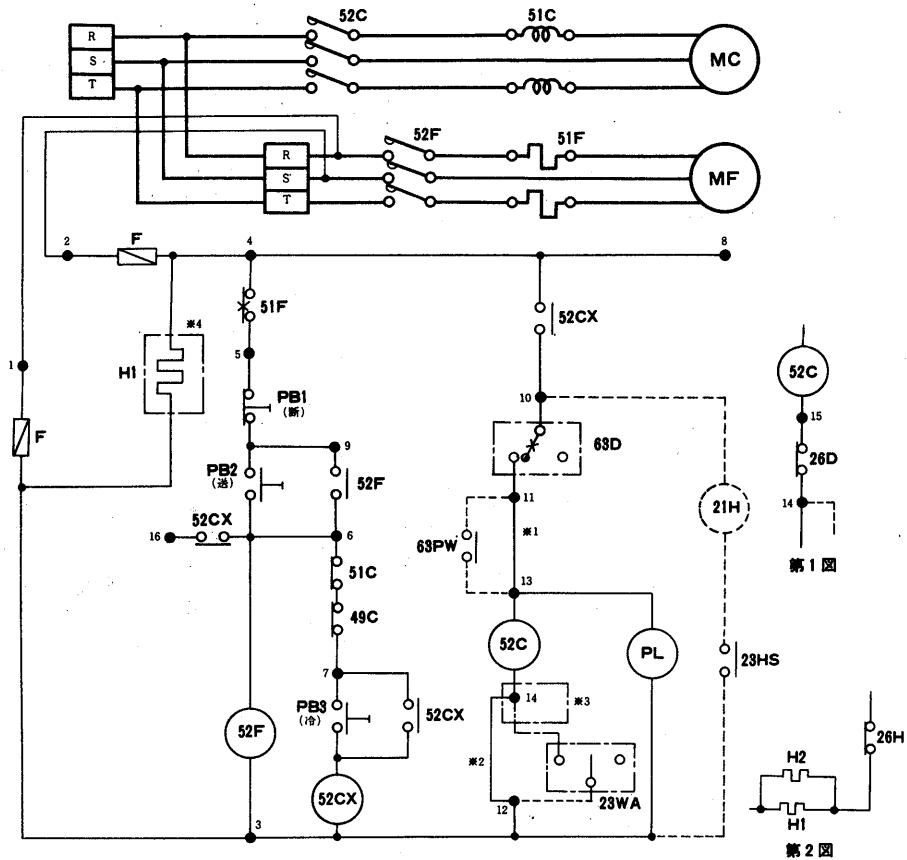 52C
51C
R
S
T
MC
52F
51F
R
S
T
MF
2
F
4
8
51F
※4
H1
5
1
F
PB1
(断)
9
PB2
(送)
52F
52CX
16
6
51C
49C
7
PB3
(冷)
52CX
52F
52CX
3
52CX
10
63D
11
※1
63PW
13
52C
PL
21H
23HS
14
※3
※2
23WA
12
52C
15
26D
14
第1図
26H
H2
H1
第2図